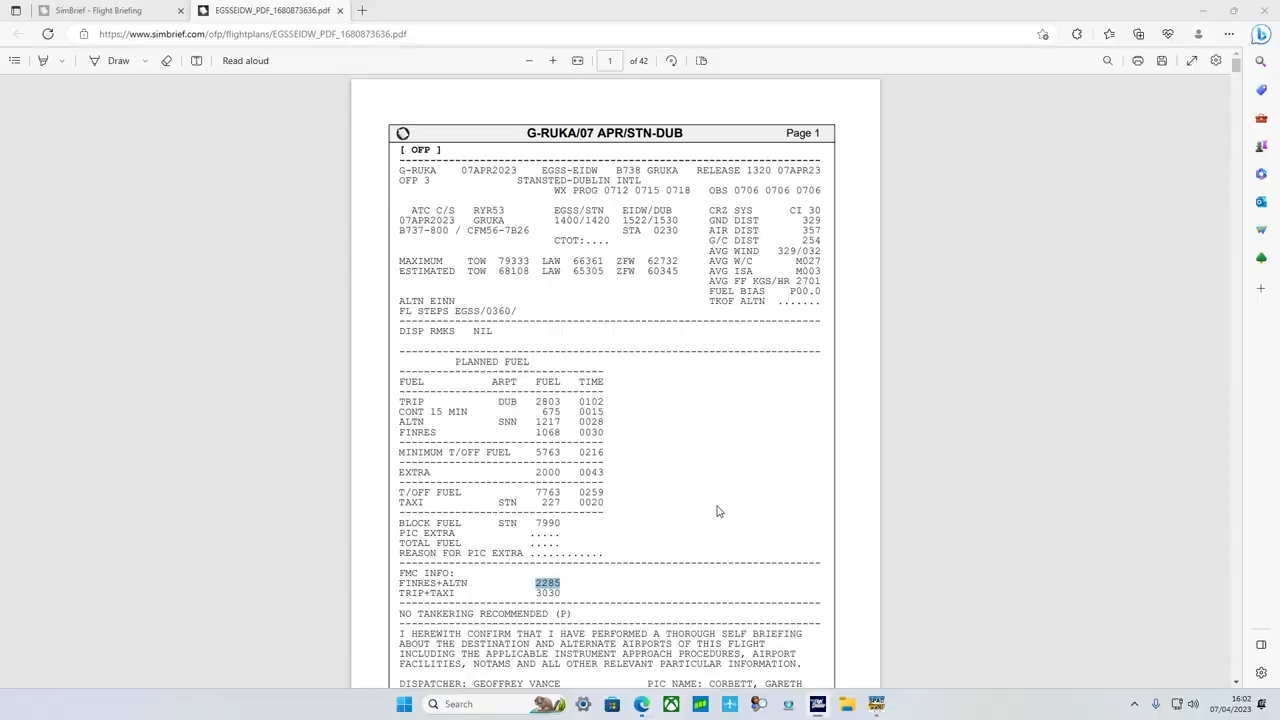 SimBrief - Flight Briefing
EGSSEIDW_PDF_1680873636.pdf
https://www.simbrief.com/ofp/flightplans/EGSSEIDW_PDF_1680873636.pdf
Draw
Read aloud
1 of 42
G-RUKA/07 APR/STN-DUB Page 1
[ OFP ]
G-RUKA 07APR2023 EGSS-EIDW B738 GRUKA RELEASE 1320 07APR23
OFP 3 STANSTED-DUBLIN INTL
WX PROG 0712 0715 0718 OBS 0706 0706 0706
ATC C/S RYR53 EGSS/STN EIDW/DUB CRZ SYS CI 30
07APR2023 GRUKA 1400/1420 1522/1530 GND DIST 329
B737-800 / CFM56-7B26 STA 0230 AIR DIST 357
CTOT:.... G/C DIST 254
AVG WIND 329/032
MAXIMUM TOW 79333 LAW 66361 ZFW 62732 AVG W/C M027
ESTIMATED TOW 68108 LAW 65305 ZFW 60345 AVG ISA M003
AVG FF KGS/HR 2701
FUEL BIAS P00.0
ALTN EINN TKOF ALTN .......
FL STEPS EGSS/0360/
--------------------------------------------------------------------
DISP RMKS NIL
--------------------------------------------------------------------
PLANNED FUEL
---------------------------------
FUEL ARPT FUEL TIME
---------------------------------
TRIP DUB 2803 0102
CONT 15 MIN 675 0015
ALTN SNN 1217 0028
FINRES 1068 0030
---------------------------------
MINIMUM T/OFF FUEL 5763 0216
---------------------------------
EXTRA 2000 0043
---------------------------------
T/OFF FUEL 7763 0259
TAXI STN 227 0020
---------------------------------
BLOCK FUEL STN 7990
PIC EXTRA .....
TOTAL FUEL .....
REASON FOR PIC EXTRA ............
--------------------------------------------------------------------
FMC INFO:
FINRES+ALTN 2285
TRIP+TAXI 3030
--------------------------------------------------------------------
NO TANKERING RECOMMENDED (P)
--------------------------------------------------------------------
I HEREWITH CONFIRM THAT I HAVE PERFORMED A THOROUGH SELF BRIEFING
ABOUT THE DESTINATION AND ALTERNATE AIRPORTS OF THIS FLIGHT
INCLUDING THE APPLICABLE INSTRUMENT APPROACH PROCEDURES, AIRPORT
FACILITIES, NOTAMS AND ALL OTHER RELEVANT PARTICULAR INFORMATION.
DISPATCHER: GEOFFREY VANCE PIC NAME: CORBETT, GARETH
Search
16:02
07/04/2023